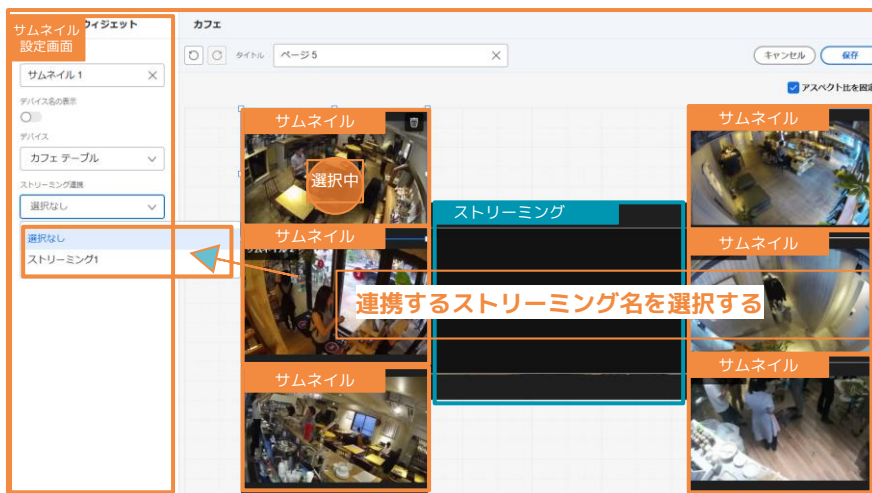 サムネイル
設定画面
ウィジェット
カフェ
タイトル
ページ 5
キャンセル
保存
アスペクト比を固定
サムネイル 1
デバイス名の表示
デバイス
カフェ テーブル
ストリーミング連携
選択なし
選択なし
ストリーミング1
サムネイル
選択中
サムネイル
サムネイル
ストリーミング
連携するストリーミング名を選択する
サムネイル
サムネイル
サムネイル